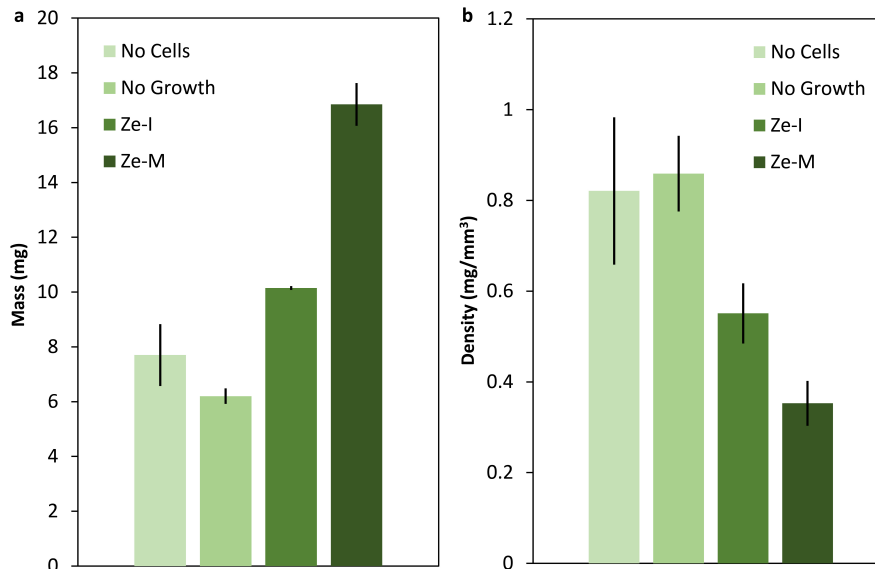 a
20
18
16
14
12
10
8
6
4
2
0
Mass (mg)
No Cells
No Growth
Ze-I
Ze-M
b
1.2
1
0.8
0.6
0.4
0.2
0
Density (mg/mm³)
No Cells
No Growth
Ze-I
Ze-M